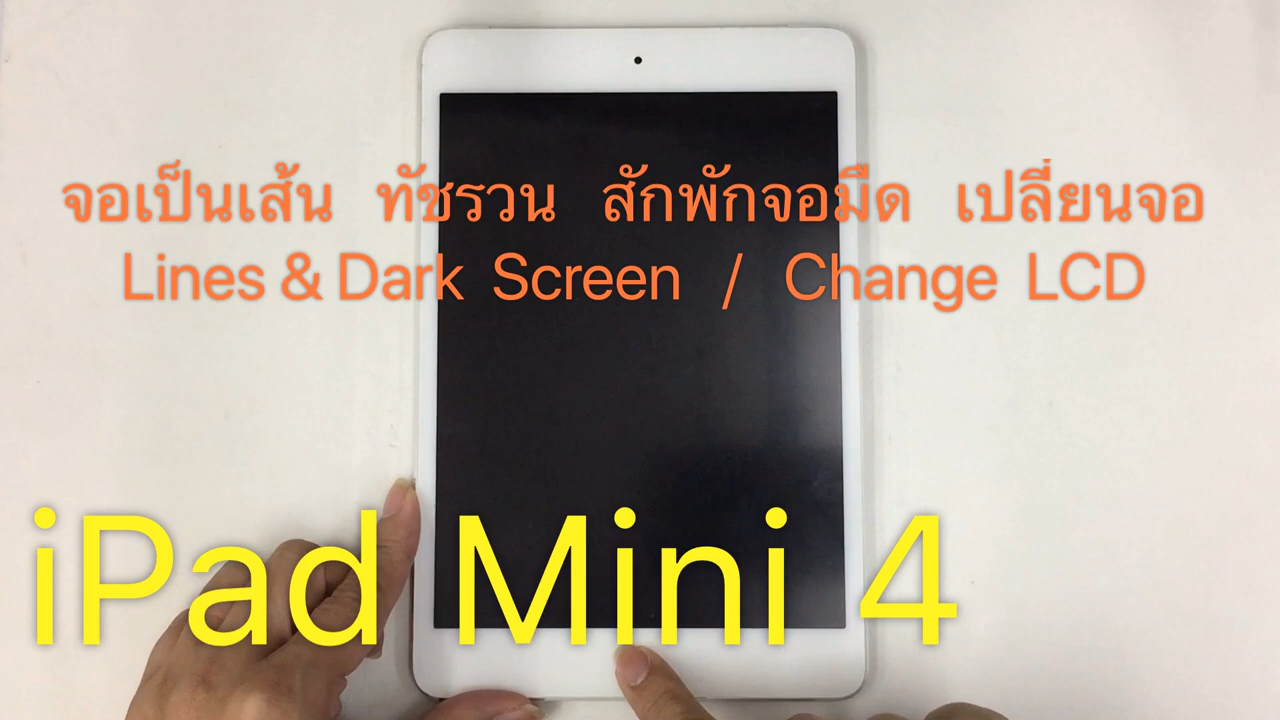 จอเป็นเส้น ทัชรวน สักพักจอมืด เปลี่ยนจอ
Lines & Dark Screen / Change LCD
iPad Mini 4